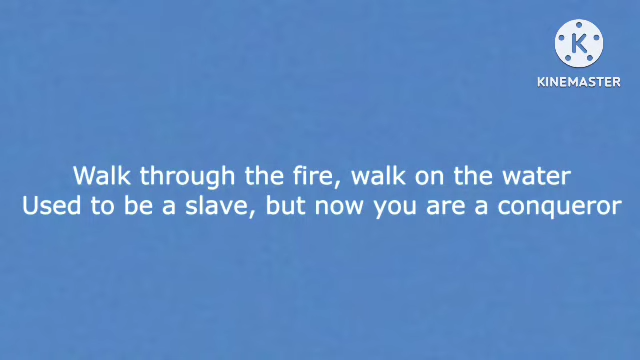 K
KINEMASTER
Walk through the fire, walk on the water
Used to be a slave, but now you are a conqueror